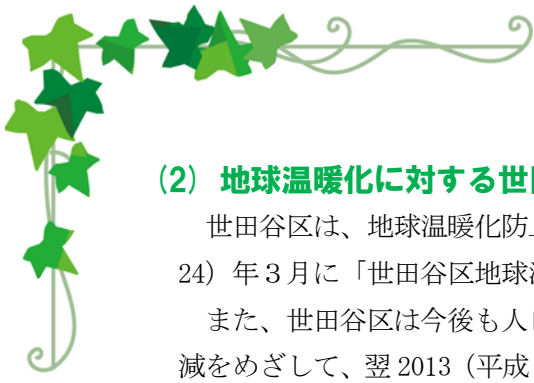 (2) 地球温暖化に対する世
世田谷区は、地球温暖化防
24）年３月に「世田谷区地球
また、世田谷区は今後も人
減をめざして、翌 2013（平成